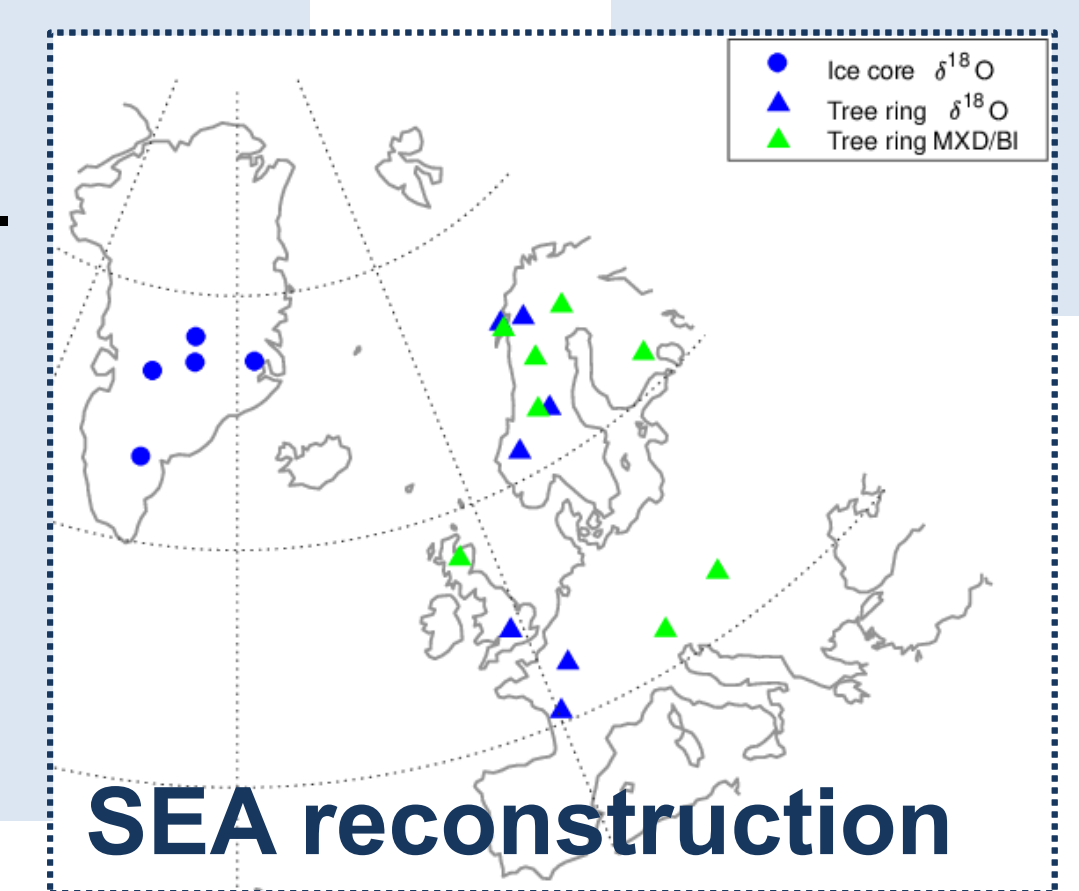 Ice core δ¹⁸O
Tree ring δ¹⁸O
Tree ring MXD/BI
SEA reconstruction